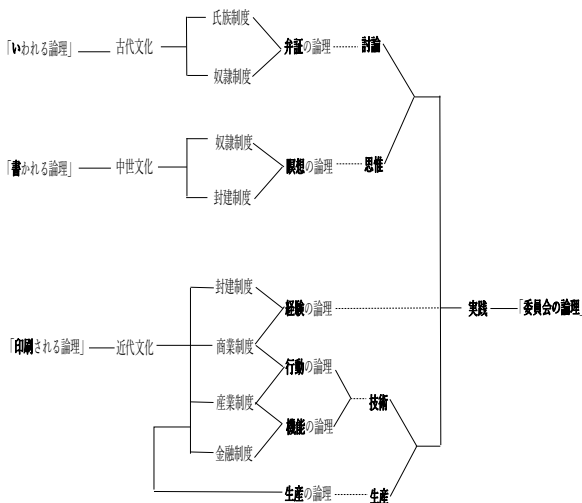 氏族制度
「いわれる論理」 古代文化 弁証の論理 討論
奴隷制度
奴隷制度
「書かれる論理」 中世文化 瞑想の論理 思惟
封建制度
封建制度
経験の論理 実践 「委員会の論理」
「印刷される論理」 近代文化 商業制度
行動の論理
産業制度 技術
機能の論理
金融制度
生産の論理 生産